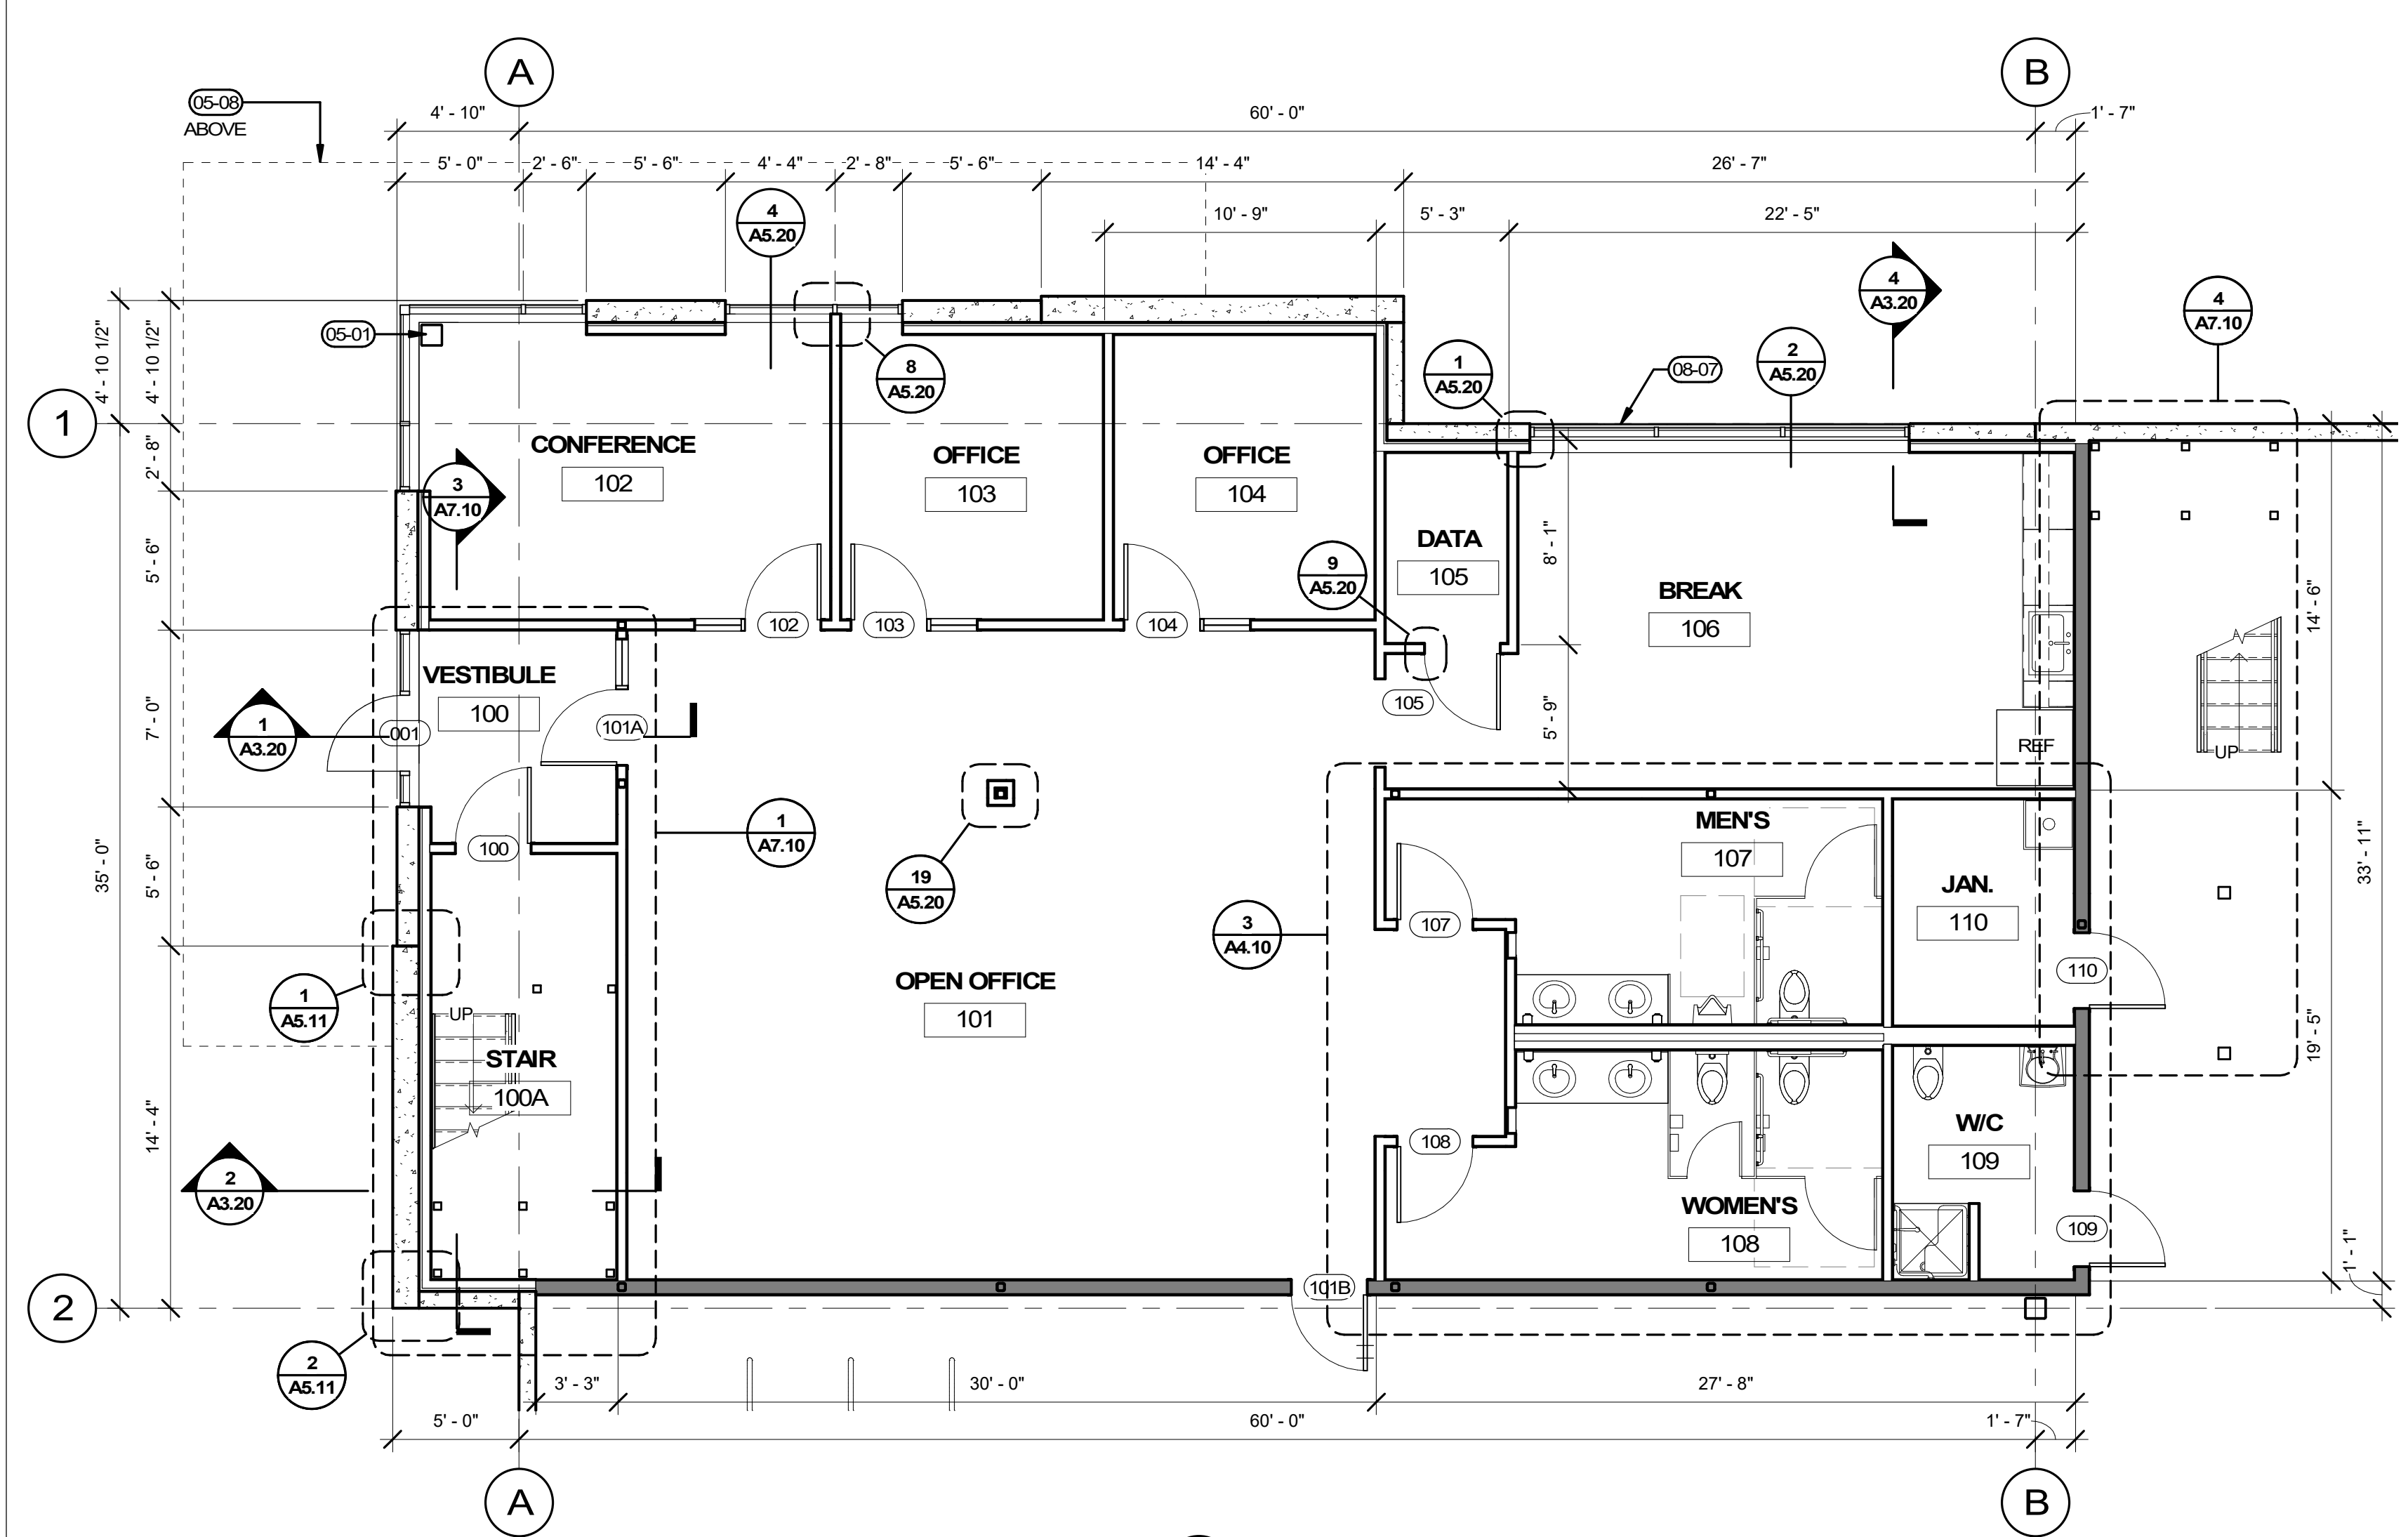 A
B
05-08
ABOVE
4' - 10"
60' - 0"
1' - 7"
5' - 0"
2' - 6"
5' - 6"
4' - 4"
2' - 8"
5' - 6"
14' - 4"
26' - 7"
10' - 9"
5' - 3"
22' - 5"
4
A5.20
4
A3.20
4
A7.10
05-01
8
A5.20
1
A5.20
08-07
2
A5.20
4' - 10 1/2"
4' - 10 1/2"
1
CONFERENCE
102
OFFICE
103
OFFICE
104
2' - 8"
3
A7.10
DATA
105
8' - 1"
5' - 6"
9
A5.20
BREAK
106
14' - 6"
102
103
104
VESTIBULE
100
001
101A
105
7' - 0"
1
A3.20
5' - 9"
REF
UP
1
A7.10
MEN'S
107
35' - 0"
5' - 6"
100
19
A5.20
JAN.
110
33' - 11"
3
A4.10
107
110
OPEN OFFICE
101
1
A5.11
UP
STAIR
100A
19' - 5"
14' - 4"
108
W/C
109
2
A3.20
WOMEN'S
108
109
1' - 1"
2
101B
2
A5.11
3' - 3"
30' - 0"
27' - 8"
5' - 0"
60' - 0"
1' - 7"
A
B